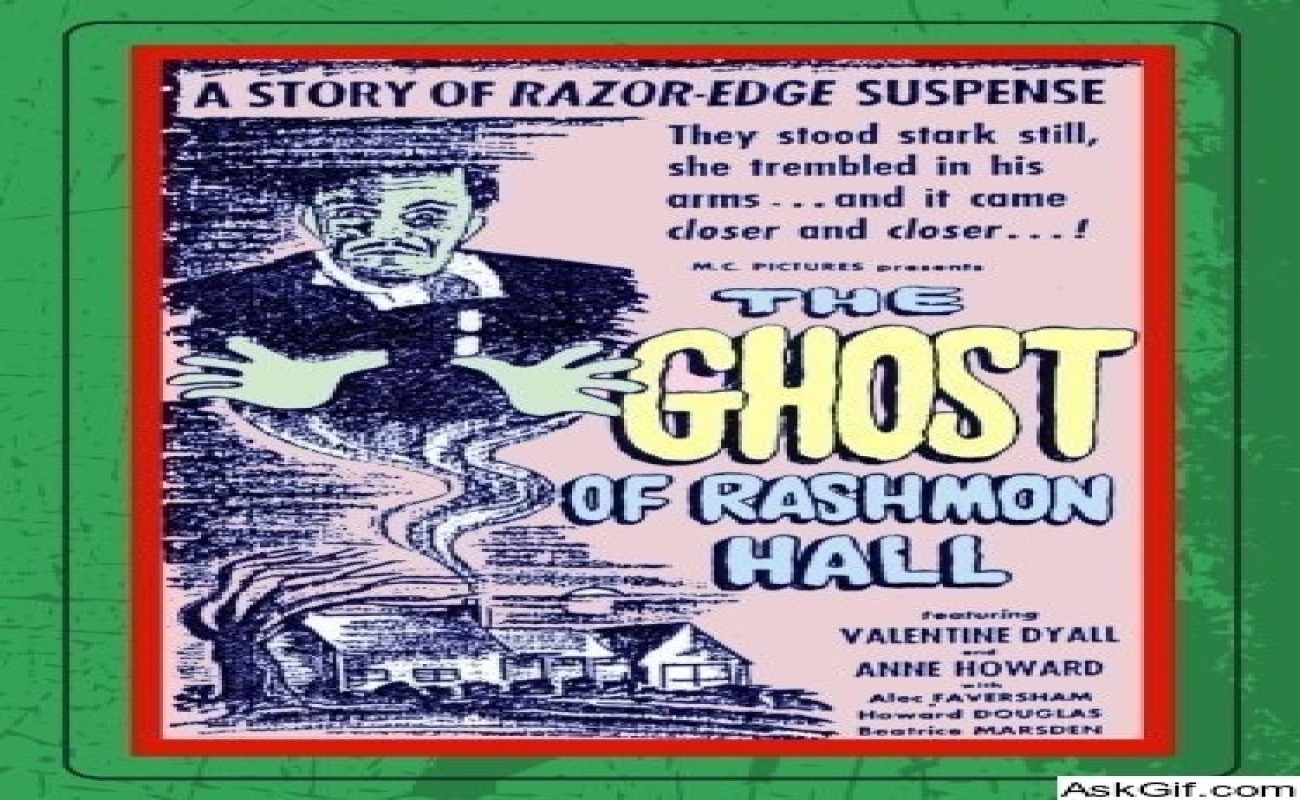 A STORY OF RAZOR-EDGE SUSPENSE
They stood stark still,
she trembled in his
arms....and it came
closer and closer...!
M.C. PICTURES presents
THE
GHOST
OF RASHMON
HALL
featuring
VALENTINE DYALL
and
ANNE HOWARD
with
Alec FAVERSHAM
Howard DOUGLAS
Beatrice MARSDEN
AskGif.com